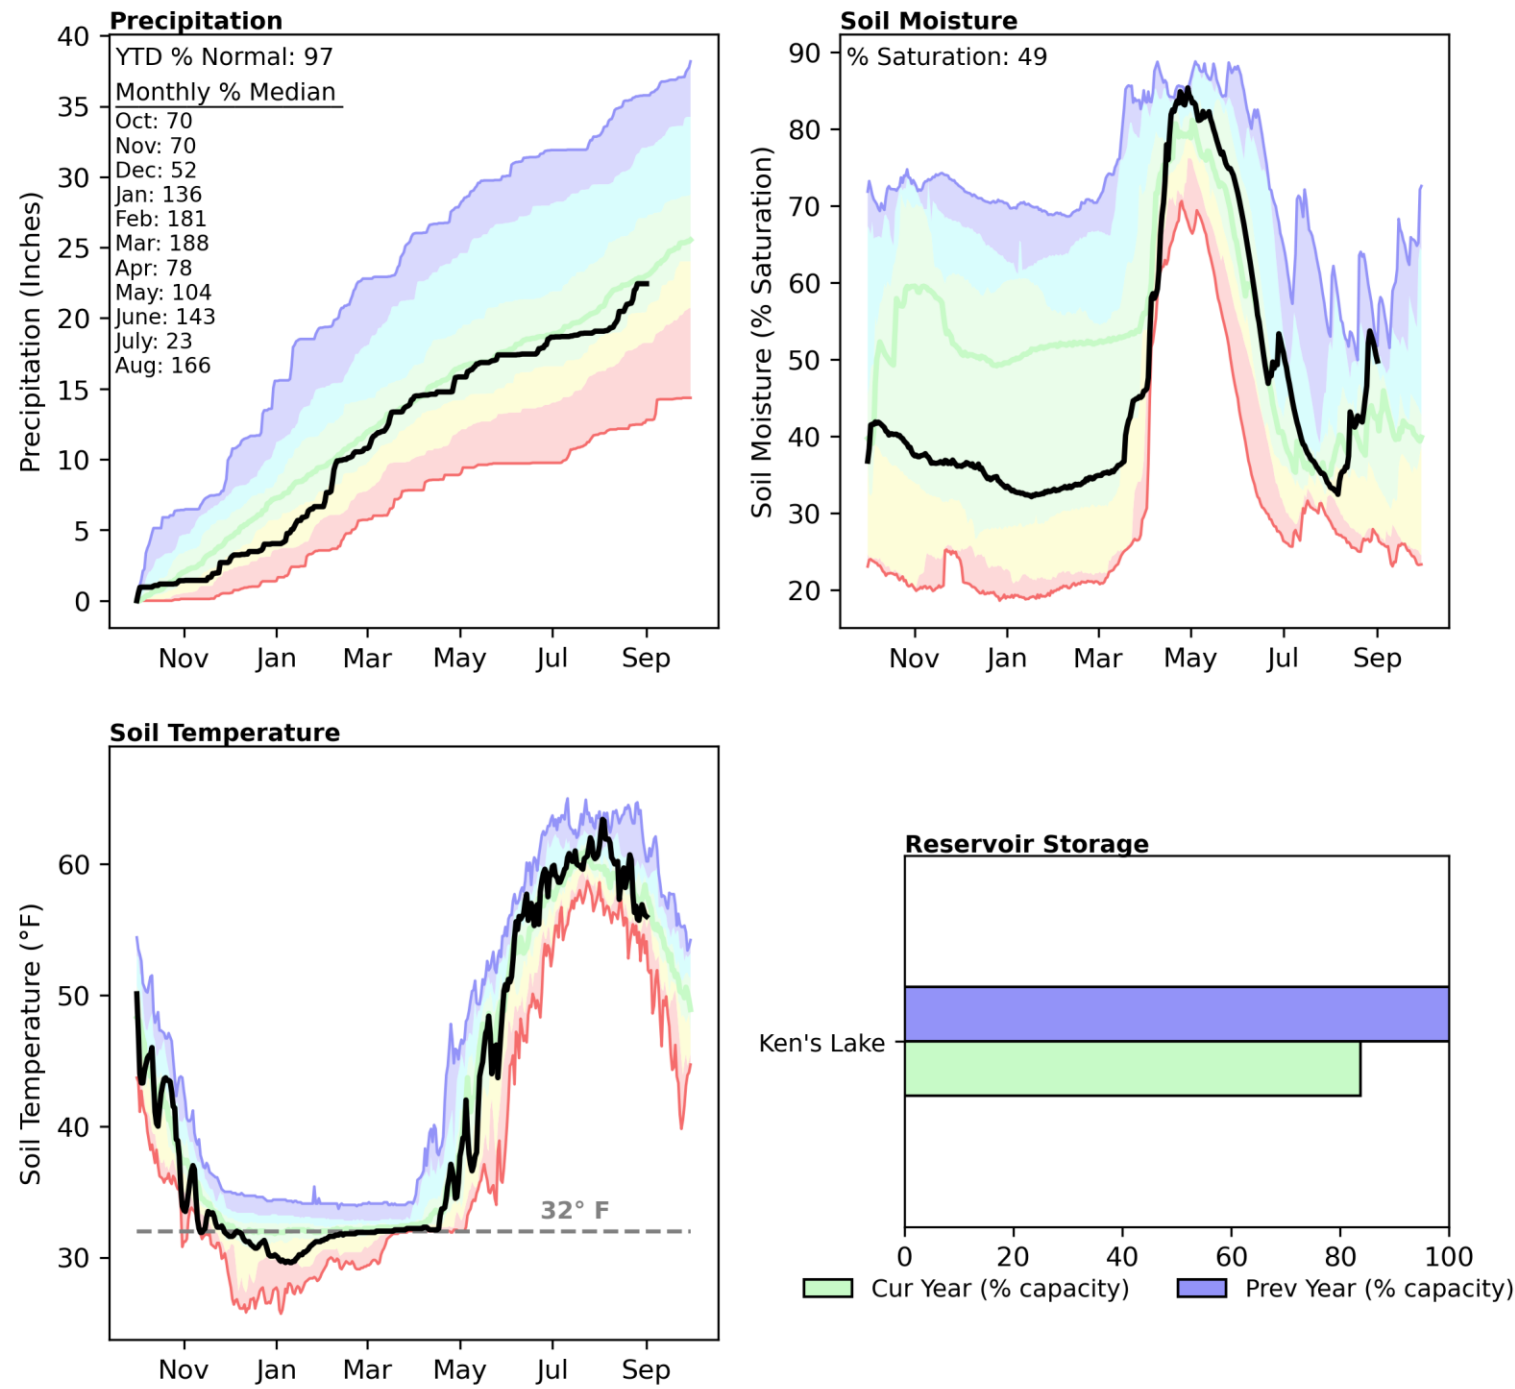 Precipitation
YTD % Normal: 97
Monthly % Median
Oct: 70
Nov: 70
Dec: 52
Jan: 136
Feb: 181
Mar: 188
Apr: 78
May: 104
June: 143
July: 23
Aug: 166
Precipitation (Inches)
40
35
30
25
20
15
10
5
0
Nov Jan Mar May Jul Sep
Soil Moisture
% Saturation: 49
Soil Moisture (% Saturation)
90
80
70
60
50
40
30
20
Nov Jan Mar May Jul Sep
Soil Temperature
Soil Temperature (°F)
60
50
40
30
32° F
Nov Jan Mar May Jul Sep
Reservoir Storage
Ken's Lake
0 20 40 60 80 100
Cur Year (% capacity) Prev Year (% capacity)